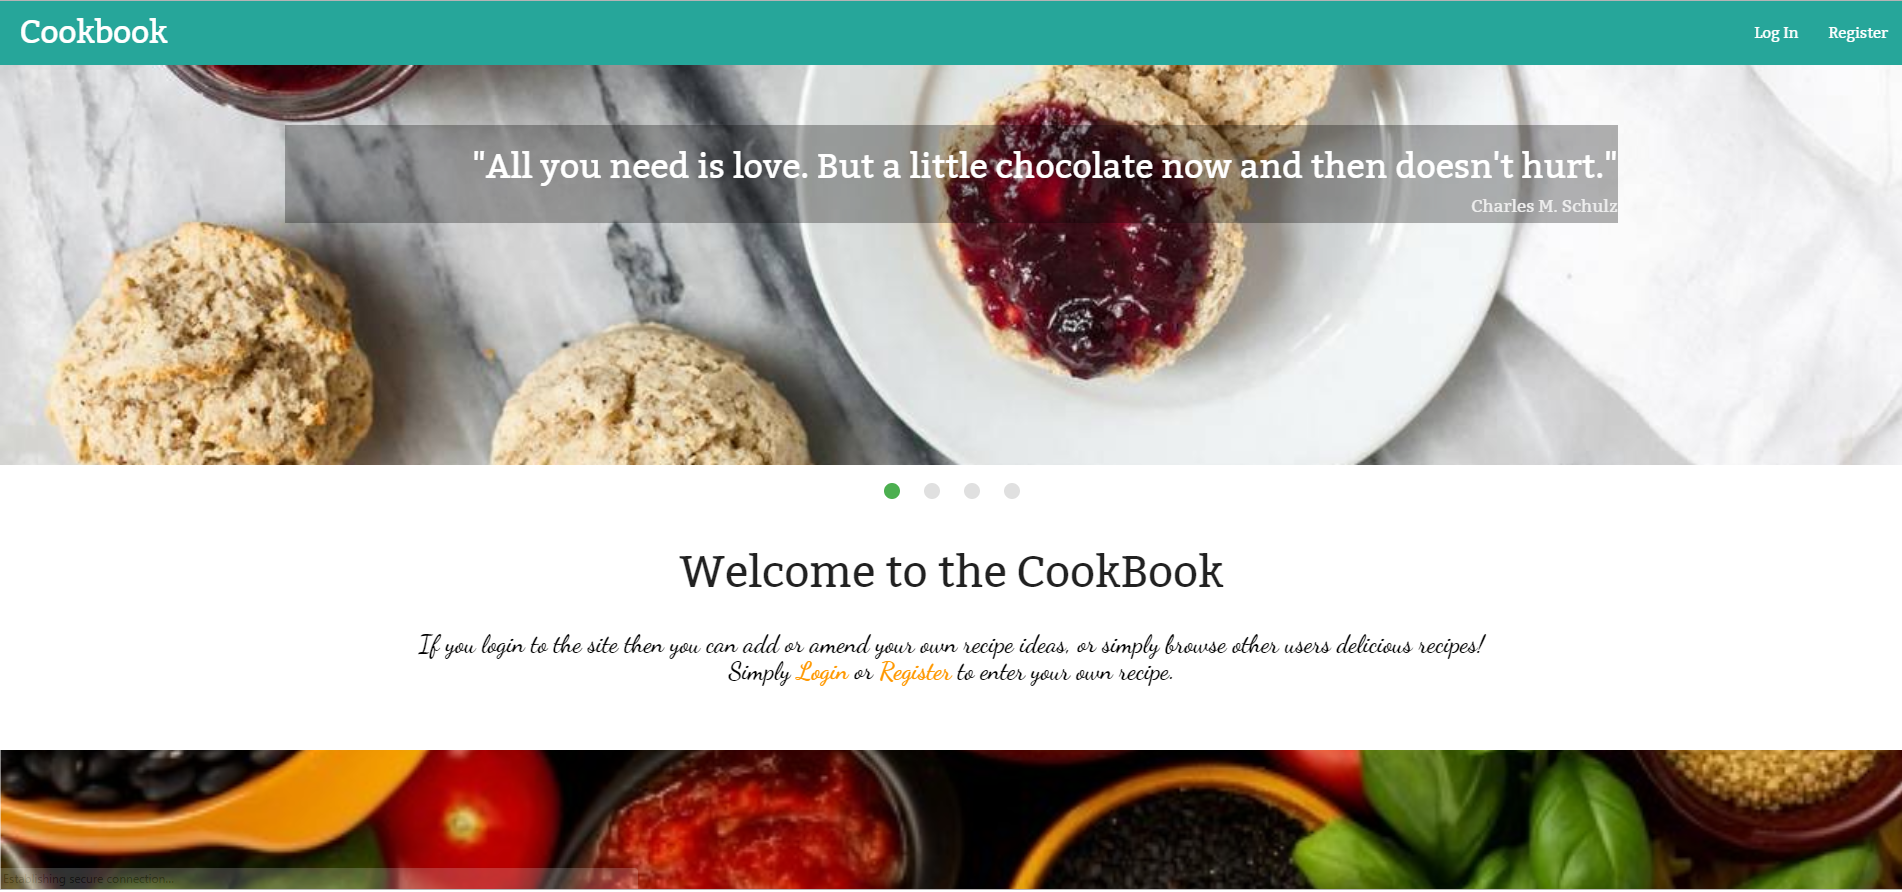 Cookbook
Log In Register
"All you need is love. But a little chocolate now and then doesn't hurt."
Charles M. Schulz
Welcome to the CookBook
If you login to the site then you can add or amend your own recipe ideas, or simply browse other users delicious recipes!
Simply Login or Register to enter your own recipe.
Establishing secure connection...